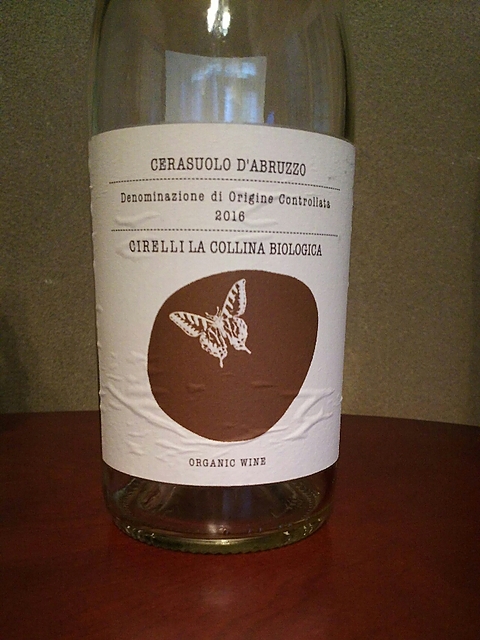 CERASUOLO D'ABRUZZO
Denominazione di Origine Controllata
2016
CIRELLI LA COLLINA BIOLOGICA
ORGANIC WINE